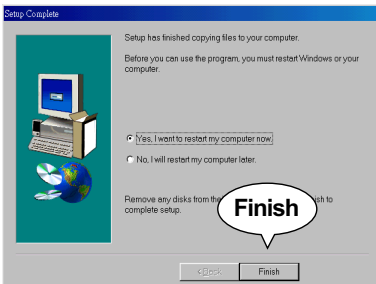 Setup Complete
Setup has finished copying files to your computer.
Before you can use the program, you must restart Windows or your
computer.
Yes, I want to restart my computer now.
No, I will restart my computer later.
Remove any disks from the
ish to
complete setup.
Finish
< Back
Finish